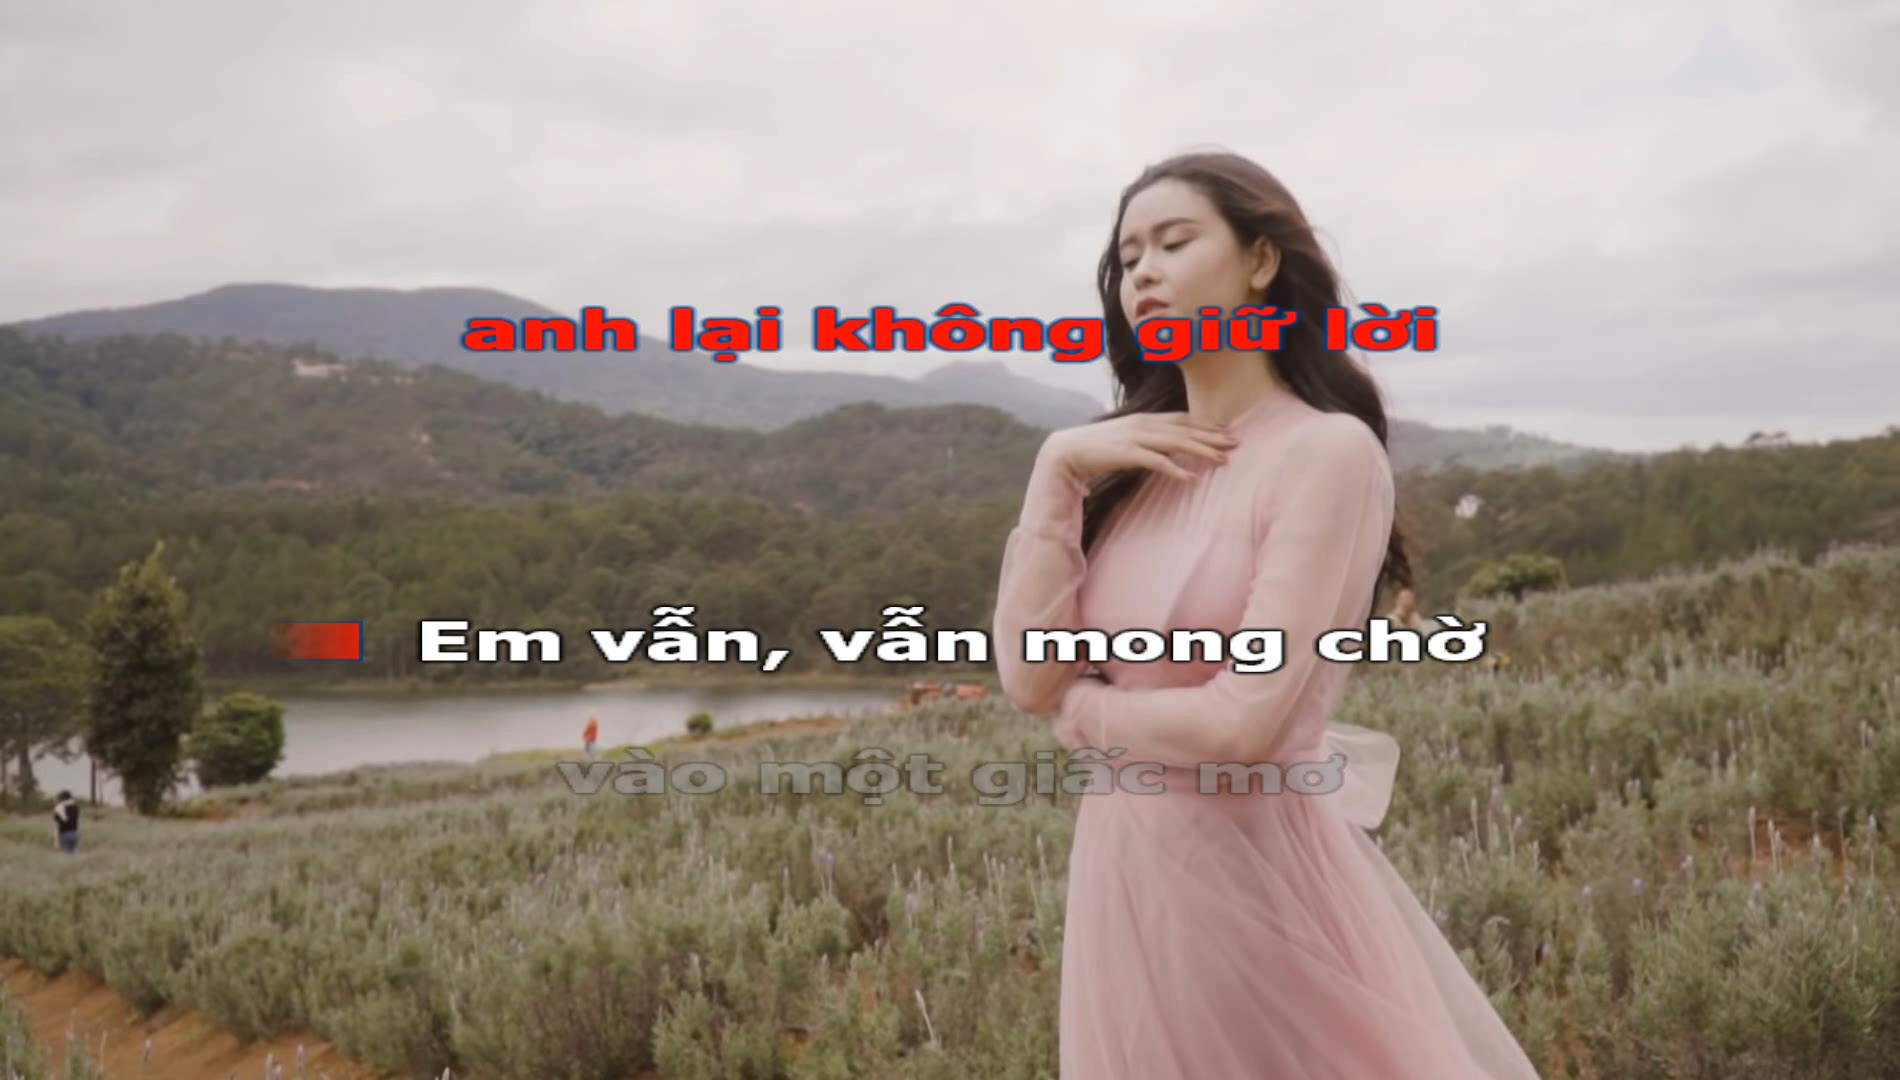 anh lại không giữ lời
Em vẫn, vẫn mong chờ
vào một giấc mơ